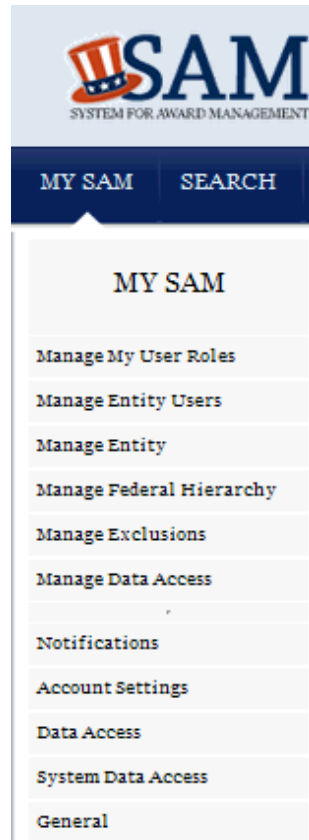 USAM
SYSTEM FOR AWARD MANAGEMENT
MY SAM SEARCH
MY SAM
Manage My User Roles
Manage Entity Users
Manage Entity
Manage Federal Hierarchy
Manage Exclusions
Manage Data Access
Notifications
Account Settings
Data Access
System Data Access
General